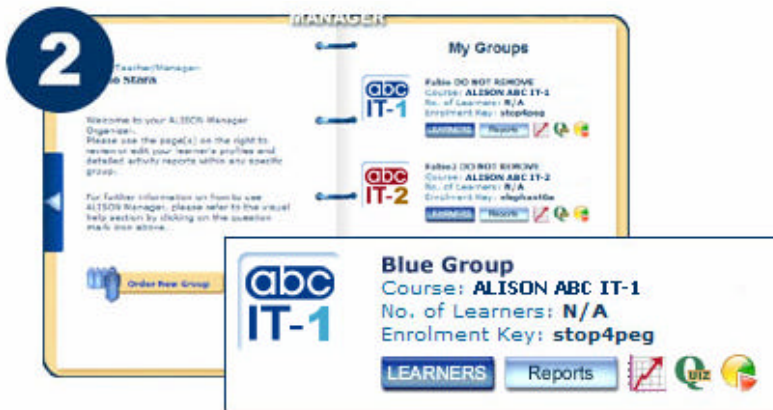 2
MANAGER
/Teacher/Manager:
Stara
Welcome to your ALISON Manager
Organiser.
Please use the page(s) on the right to
review or edit your learner's profiles and
detailed activity reports within any specific
group.
For further information on how to use
ALISON Manager, please refer to the visual
help section by clicking on the question
mark icon above.
Order New Group
My Groups
abc
IT-1
Rubio DO NOT REMOVE
Course: ALISON ABC IT-1
No. of Learners: N/A
Enrolment Key: stop4peg
LEARNERS Reports
abc
IT-2
Rubio2 DO NOT REMOVE
Course: ALISON ABC IT-2
No. of Learners: N/A
Enrolment Key:
LEARNERS Reports
abc
IT-1
Blue Group
Course: ALISON ABC IT-1
No. of Learners: N/A
Enrolment Key: stop4peg
LEARNERS Reports QUIZ